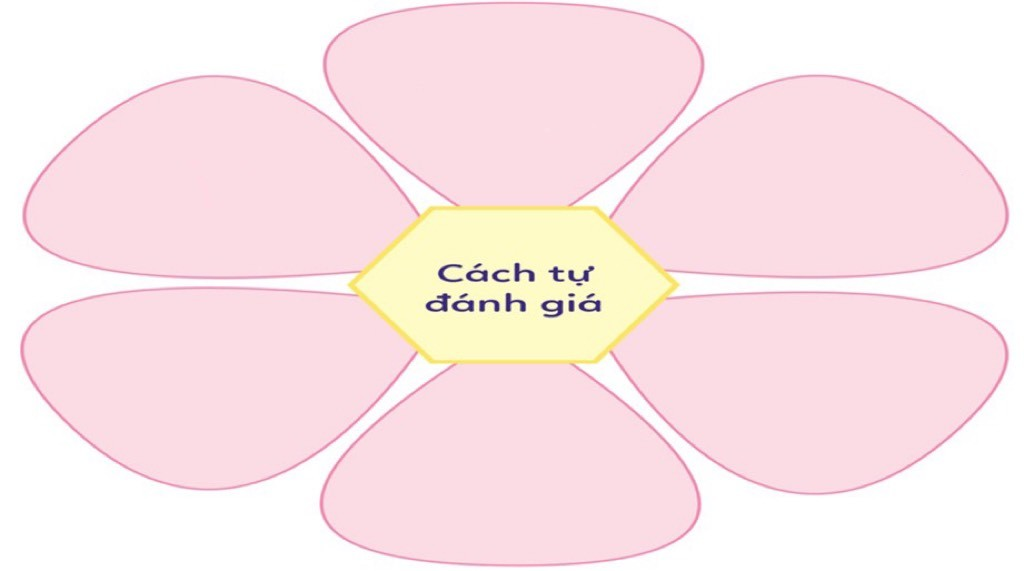 Cách tự
đánh giá